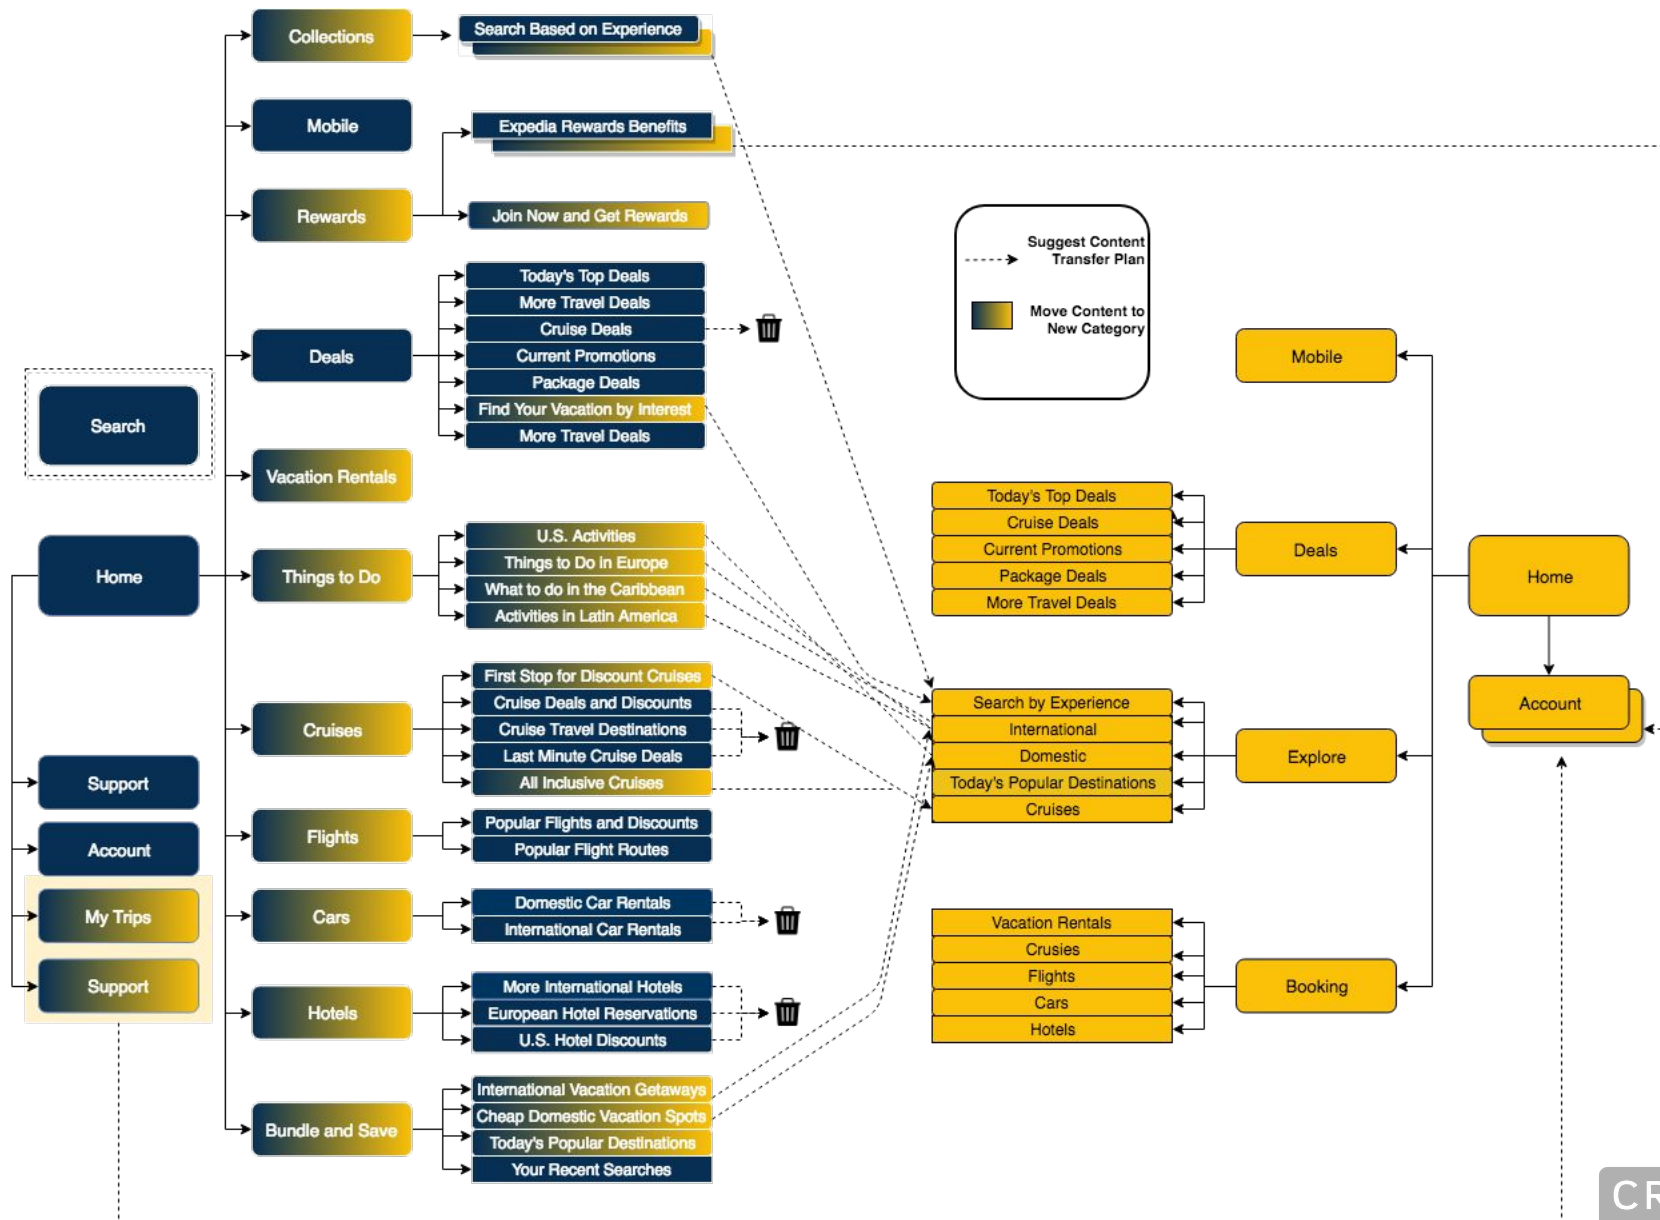 Collections
Search Based on Experience
Mobile
Expedia Rewards Benefits
Rewards
Join Now and Get Rewards
Deals
Today's Top Deals
More Travel Deals
Cruise Deals
Current Promotions
Package Deals
Find Your Vacation by Interest
More Travel Deals
Search
Vacation Rentals
Home
Things to Do
U.S. Activities
Things to Do in Europe
What to do in the Caribbean
Activities in Latin America
Cruises
First Stop for Discount Cruises
Cruise Deals and Discounts
Cruise Travel Destinations
Last Minute Cruise Deals
All Inclusive Cruises
Support
Account
My Trips
Support
Flights
Popular Flights and Discounts
Popular Flight Routes
Cars
Domestic Car Rentals
International Car Rentals
Hotels
More International Hotels
European Hotel Reservations
U.S. Hotel Discounts
Bundle and Save
International Vacation Getaways
Cheap Domestic Vacation Spots
Today's Popular Destinations
Your Recent Searches
Suggest Content
Transfer Plan
Move Content to
New Category
Mobile
Today's Top Deals
Cruise Deals
Current Promotions
Package Deals
More Travel Deals
Deals
Home
Account
Search by Experience
International
Domestic
Today's Popular Destinations
Cruises
Explore
Vacation Rentals
Crusies
Flights
Cars
Hotels
Booking